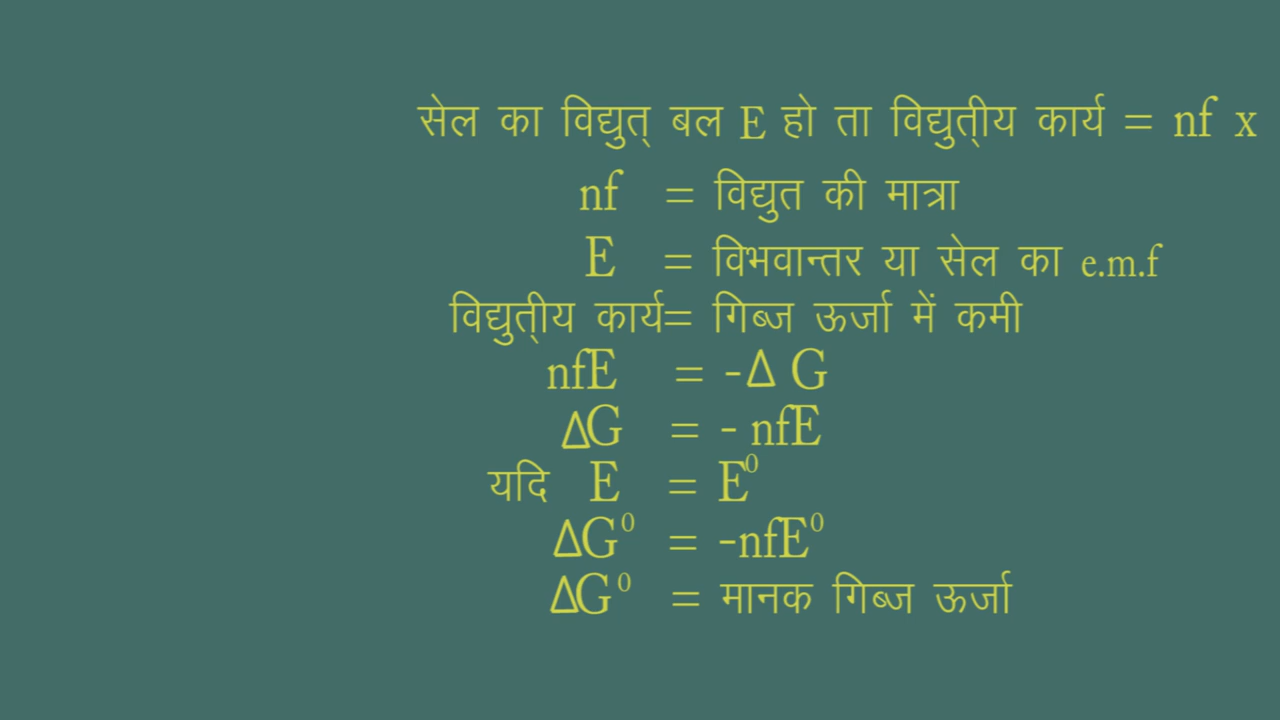 सेल का विद्युत् बल E हो ता विद्युत्तीय कार्य = nf x
nf = विद्युत की मात्रा
E = विभवान्तर या सेल का e.m.f
विद्युत्तीय कार्य= गिब्ज ऊर्जा में कमी
nfE = -Δ G
ΔG = - nfE
यदि E = E⁰
ΔG⁰ = -nfE⁰
ΔG⁰ = मानक गिब्ज ऊर्जा